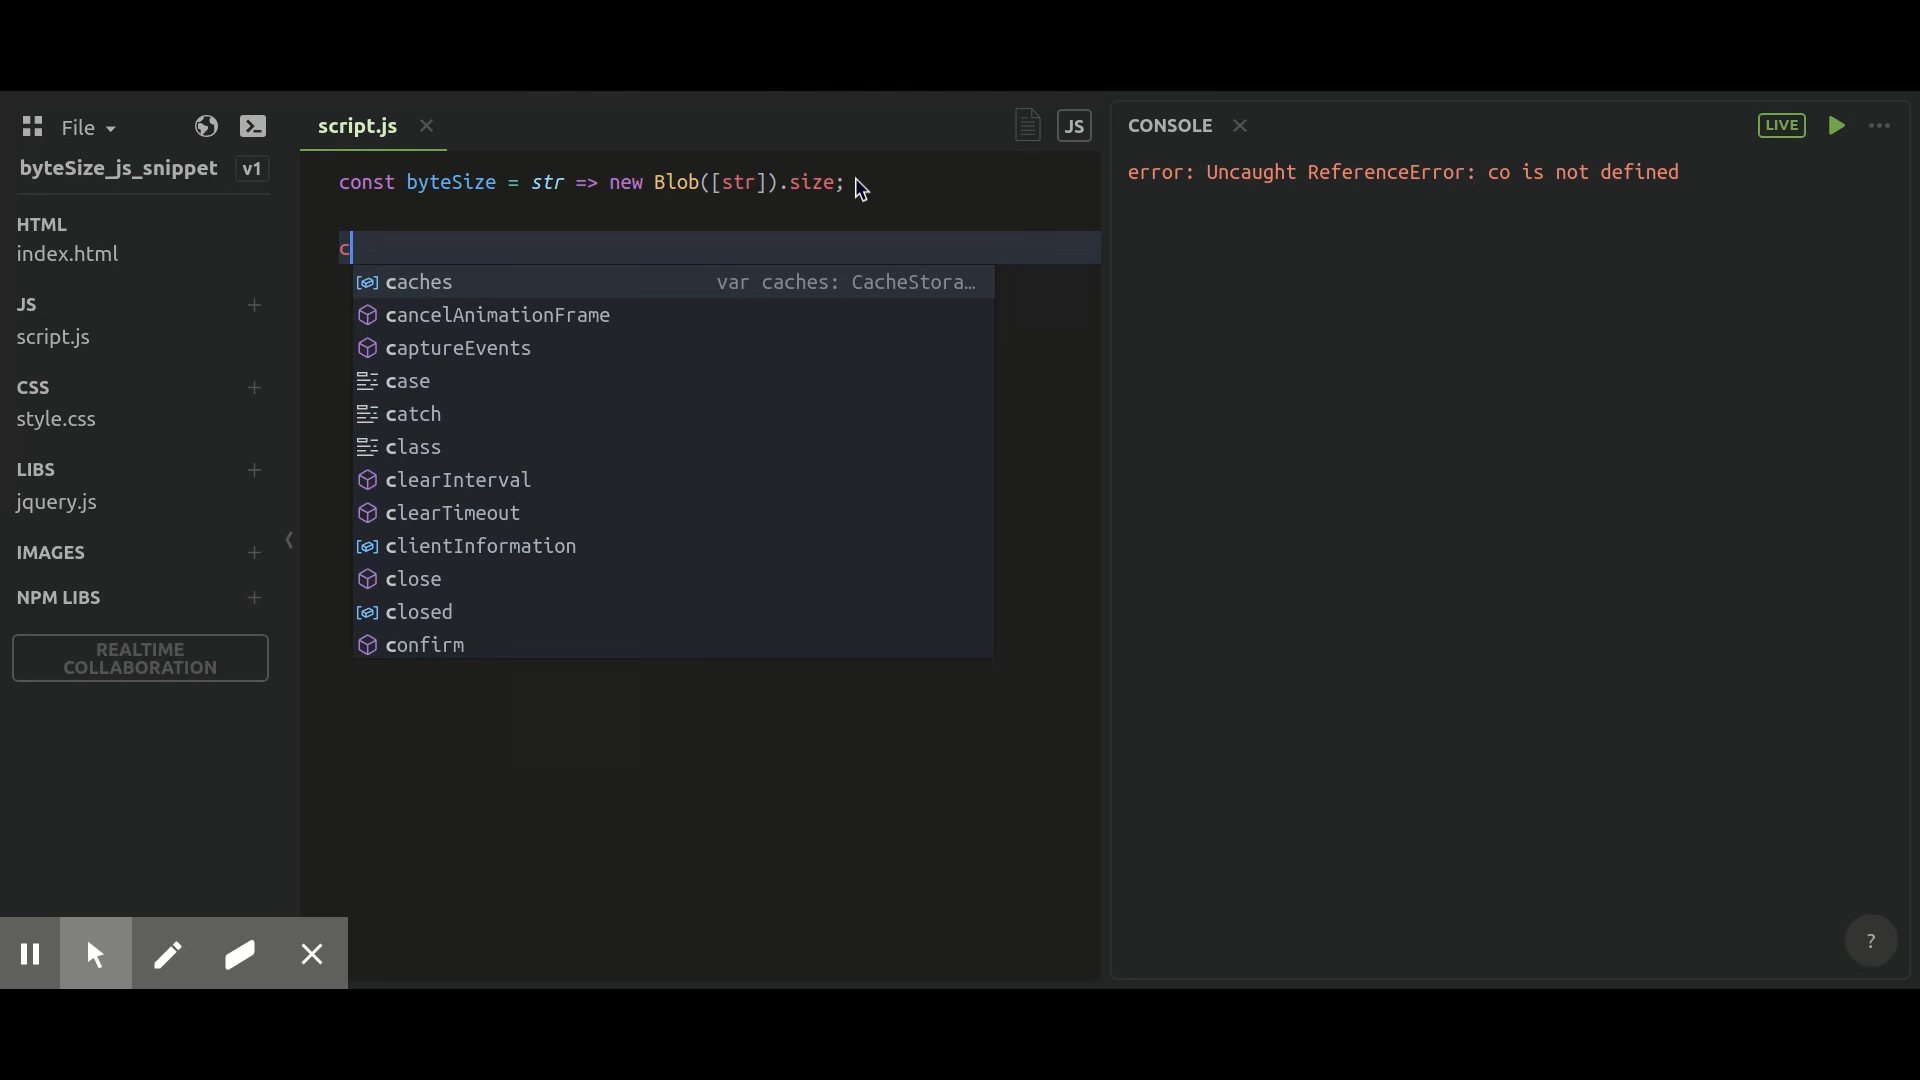 File
byteSize_js_snippet v1
HTML
index.html
JS +
script.js
CSS +
style.css
LIBS +
jquery.js
IMAGES +
NPM LIBS +
REALTIME
COLLABORATION
script.js
JS
const byteSize = str => new Blob([str]).size;
c
caches var caches: CacheStora…
cancelAnimationFrame
captureEvents
case
catch
class
clearInterval
clearTimeout
clientInformation
close
closed
confirm
CONSOLE
LIVE
error: Uncaught ReferenceError: co is not defined
?